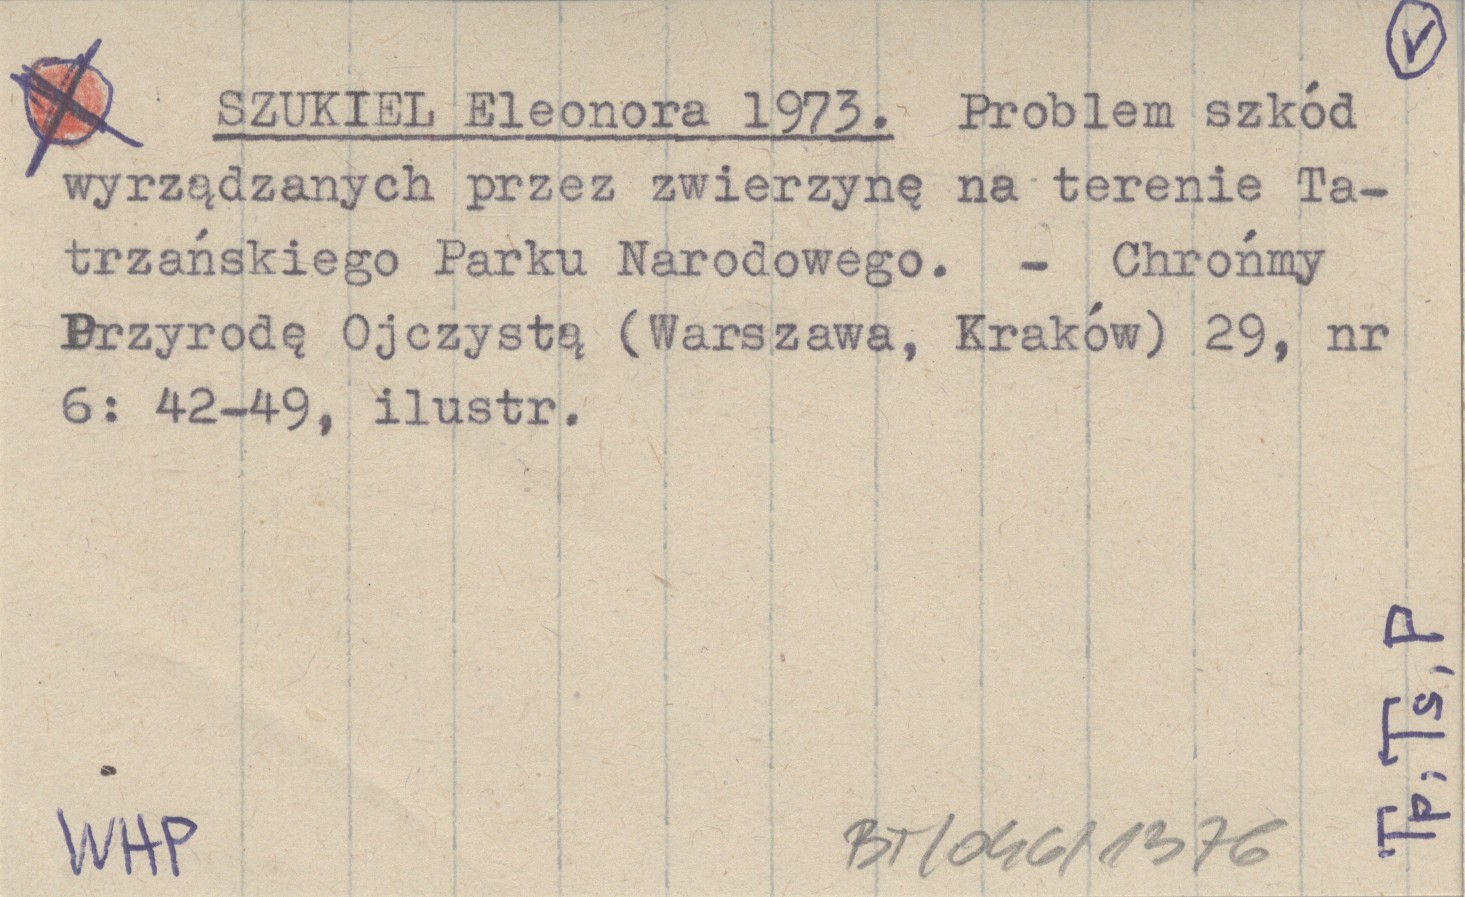 SZUKIEL Eleonora 1973. Problem szkód
wyrządzanych przez zwierzynę na terenie Ta-
trzańskiego Parku Narodowego. - Chrońmy
Przyrodę Ojczystą (Warszawa, Kraków) 29, nr
6: 42-49, ilustr.
Tp, Ts, P
WHP
BT/046/1376